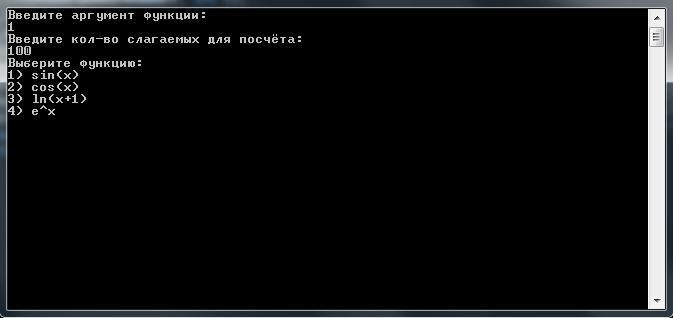 Введите аргумент функции:
1
Введите кол-во слагаемых для посчёта:
100
Выберите функцию:
1) sin(x)
2) cos(x)
3) ln(x+1)
4) e^x